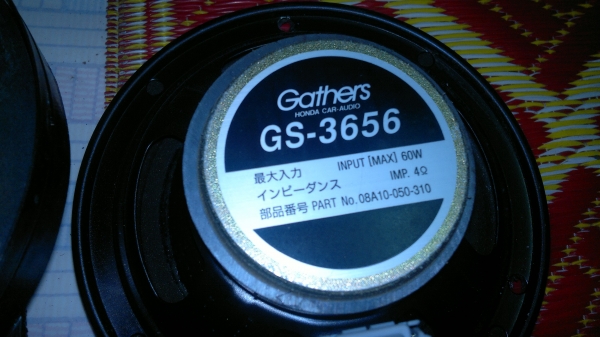 Gathers
HONDA CAR-AUDIO
GS-3656
最大入力 INPUT [MAX] 60W
インピーダンス IMP. 4Ω
部品番号 PART No. 08A10-050-310